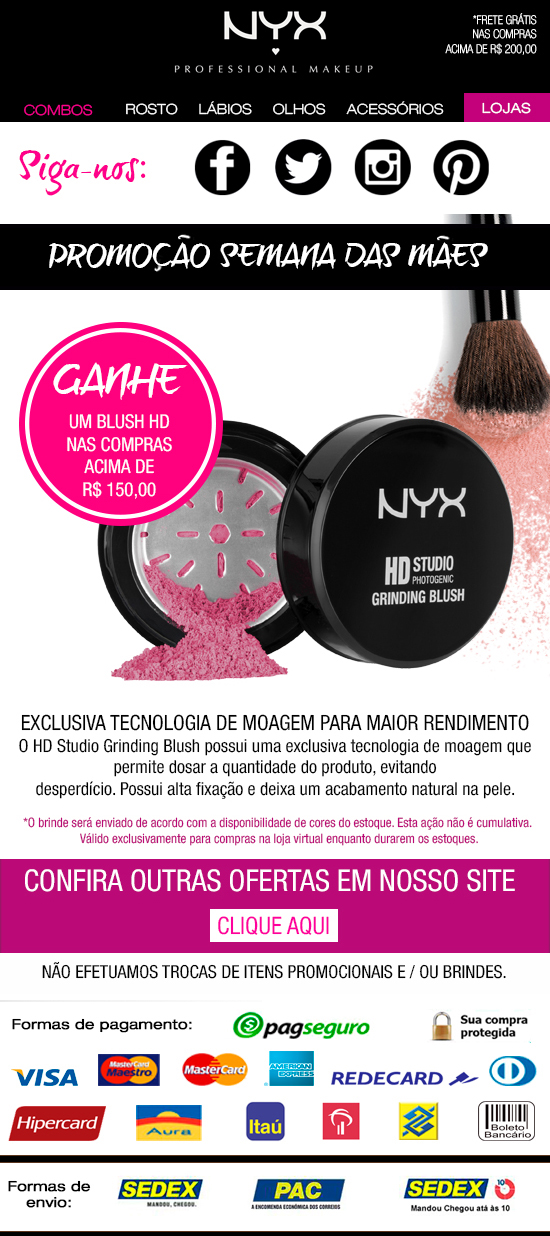 NYX
PROFESSIONAL MAKEUP
*FRETE GRÁTIS
NAS COMPRAS
ACIMA DE R$ 200,00
COMBOS ROSTO LÁBIOS OLHOS ACESSÓRIOS LOJAS
Siga-nos:
PROMOÇÃO SEMANA DAS MÃES
GANHE
UM BLUSH HD
NAS COMPRAS
ACIMA DE
R$ 150,00
NYX
HD STUDIO
PHOTOGENIC
GRINDING BLUSH
EXCLUSIVA TECNOLOGIA DE MOAGEM PARA MAIOR RENDIMENTO
O HD Studio Grinding Blush possui uma exclusiva tecnologia de moagem que
permite dosar a quantidade do produto, evitando
desperdício. Possui alta fixação e deixa um acabamento natural na pele.
*O brinde será enviado de acordo com a disponibilidade de cores do estoque. Esta ação não é cumulativa.
Válido exclusivamente para compras na loja virtual enquanto durarem os estoques.
CONFIRA OUTRAS OFERTAS EM NOSSO SITE
CLIQUE AQUI
NÃO EFETUAMOS TROCAS DE ITENS PROMOCIONAIS E / OU BRINDES.
Formas de pagamento:
pagseguro
Sua compra
protegida
VISA
MasterCard
Maestro
MasterCard
AMERICAN
EXPRESS
REDECARD
Hipercard
Aura
Itaú
Boleto
Bancário
Formas de
envio:
SEDEX
MANDOU, CHEGOU.
PAC
A ENCOMENDA ECONÔMICA DOS CORREIOS
SEDEX 10
Mandou Chegou até às 10